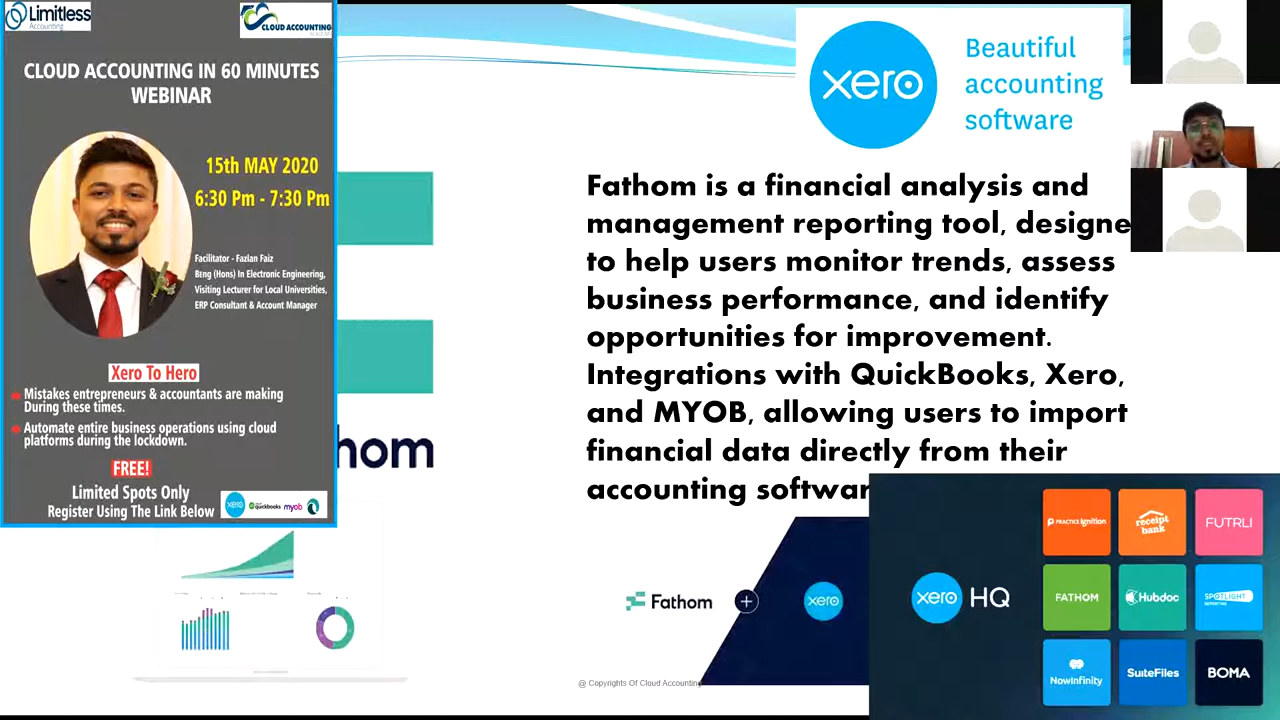 Limitless
Accounting
CLOUD ACCOUNTING
ACADEMY
CLOUD ACCOUNTING IN 60 MINUTES
WEBINAR
15th MAY 2020
6:30 Pm - 7:30 Pm
Facilitator - Fazlan Faiz
BEng (Hons) In Electronic Engineering,
Visiting Lecturer for Local Universities,
ERP Consultant & Account Manager
Xero To Hero
Mistakes entrepreneurs & accountants are making
During these times.
Automate entire business operations using cloud
platforms during the lockdown.
FREE!
Limited Spots Only
Register Using The Link Below
xero
quickbooks
myob
hom
xero
Beautiful
accounting
software
Fathom is a financial analysis and
management reporting tool, designe
to help users monitor trends, assess
business performance, and identify
opportunities for improvement.
Integrations with QuickBooks, Xero,
and MYOB, allowing users to import
financial data directly from their
accounting softwar
Fathom
+
xero
@ Copyrights Of Cloud Accounting
xero HQ
PRACTICE IGNITION
receipt
bank
FUTRLI
FATHOM
Hubdoc
SPOTLIGHT
REPORTING
NowInfinity
SuiteFiles
BOMA